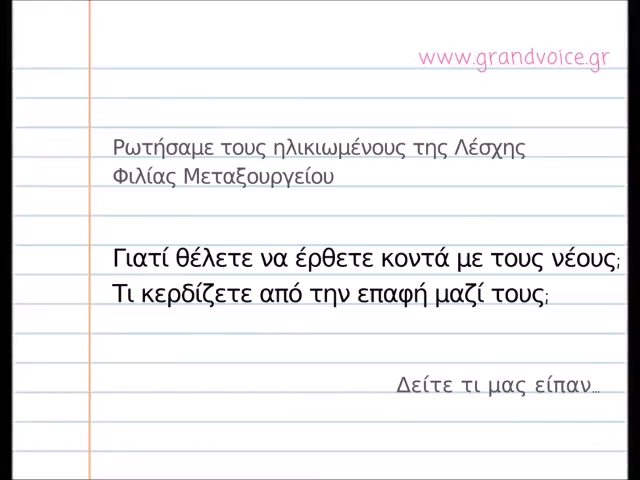 www.grandvoice.gr
Ρωτήσαμε τους ηλικιωμένους της Λέσχης
Φιλίας Μεταξουργείου
Γιατί θέλετε να έρθετε κοντά με τους νέους;
Τι κερδίζετε από την επαφή μαζί τους;
Δείτε τι μας είπαν...